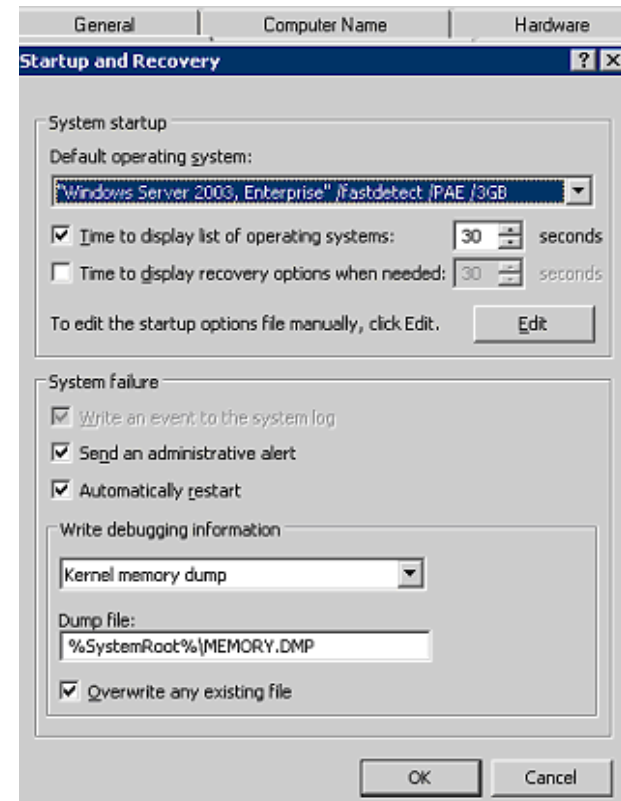 General Computer Name Hardware
Startup and Recovery
System startup
Default operating system:
"Windows Server 2003, Enterprise" /fastdetect /PAE /3GB
Time to display list of operating systems: 30 seconds
Time to display recovery options when needed: 30 seconds
To edit the startup options file manually, click Edit. Edit
System failure
Write an event to the system log
Send an administrative alert
Automatically restart
Write debugging information
Kernel memory dump
Dump file:
%SystemRoot%\MEMORY.DMP
Overwrite any existing file
OK Cancel